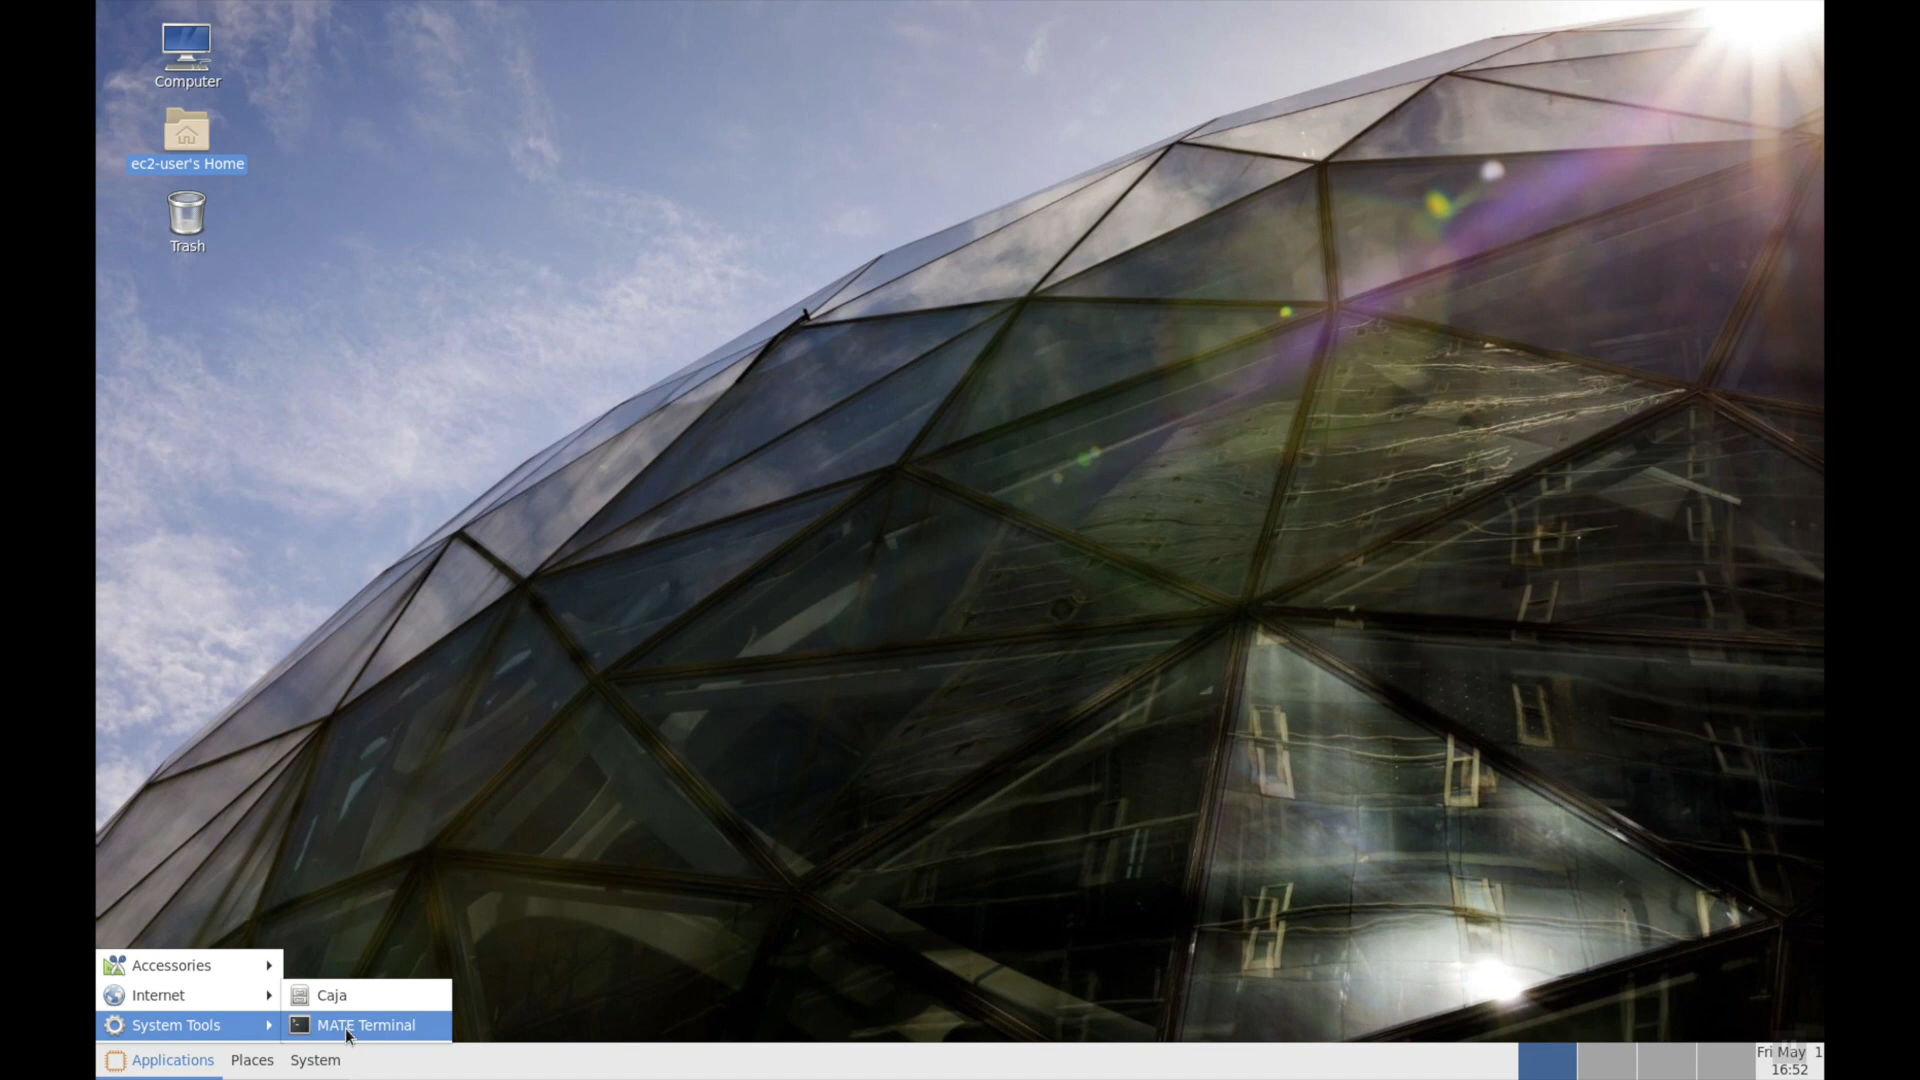 Computer
ec2-user's Home
Trash
Accessories
Internet
System Tools
Caja
MATE Terminal
Applications
Places
System
Fri May 1
16:52